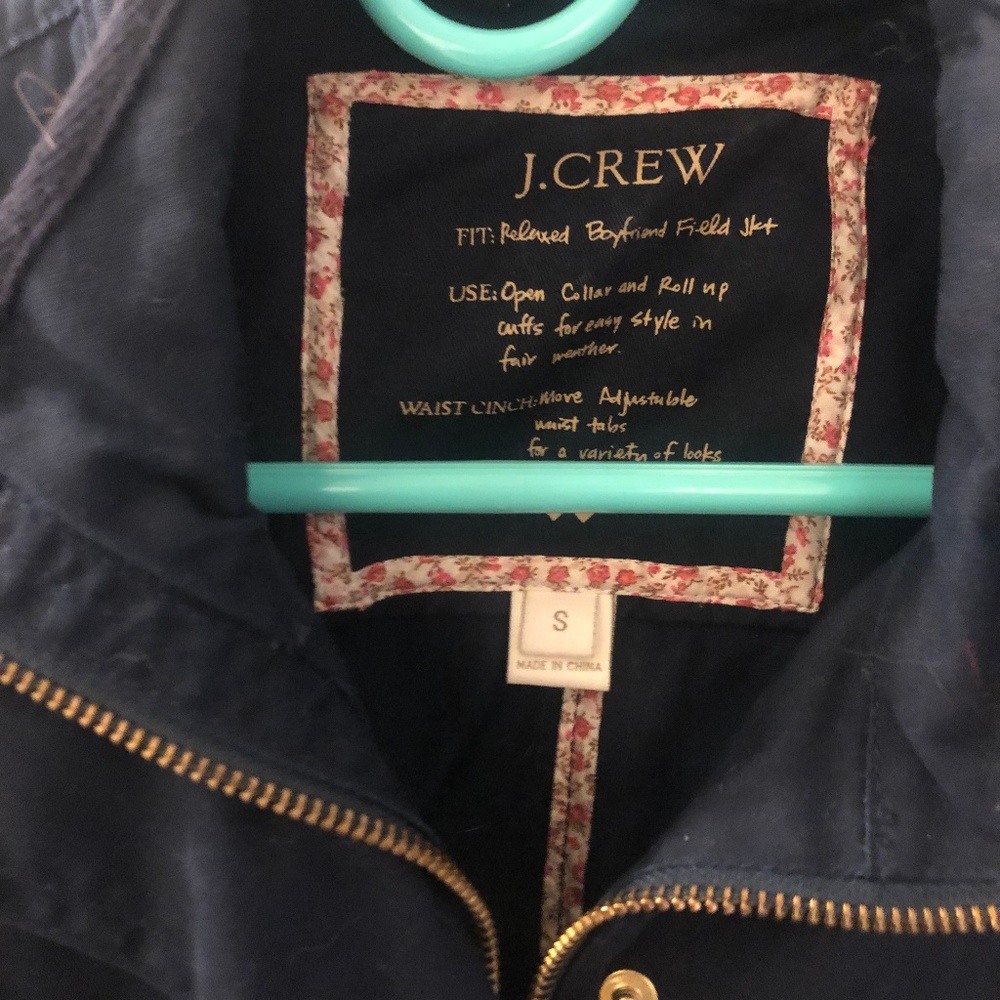 J.CREW
FIT: Relaxed Boyfriend Field Jkt
USE: Open Collar and Roll up
cuffs for easy style in
fair weather.
WAIST CINCH: Move Adjustable
waist tabs
for a variety of looks
S
MADE IN CHINA